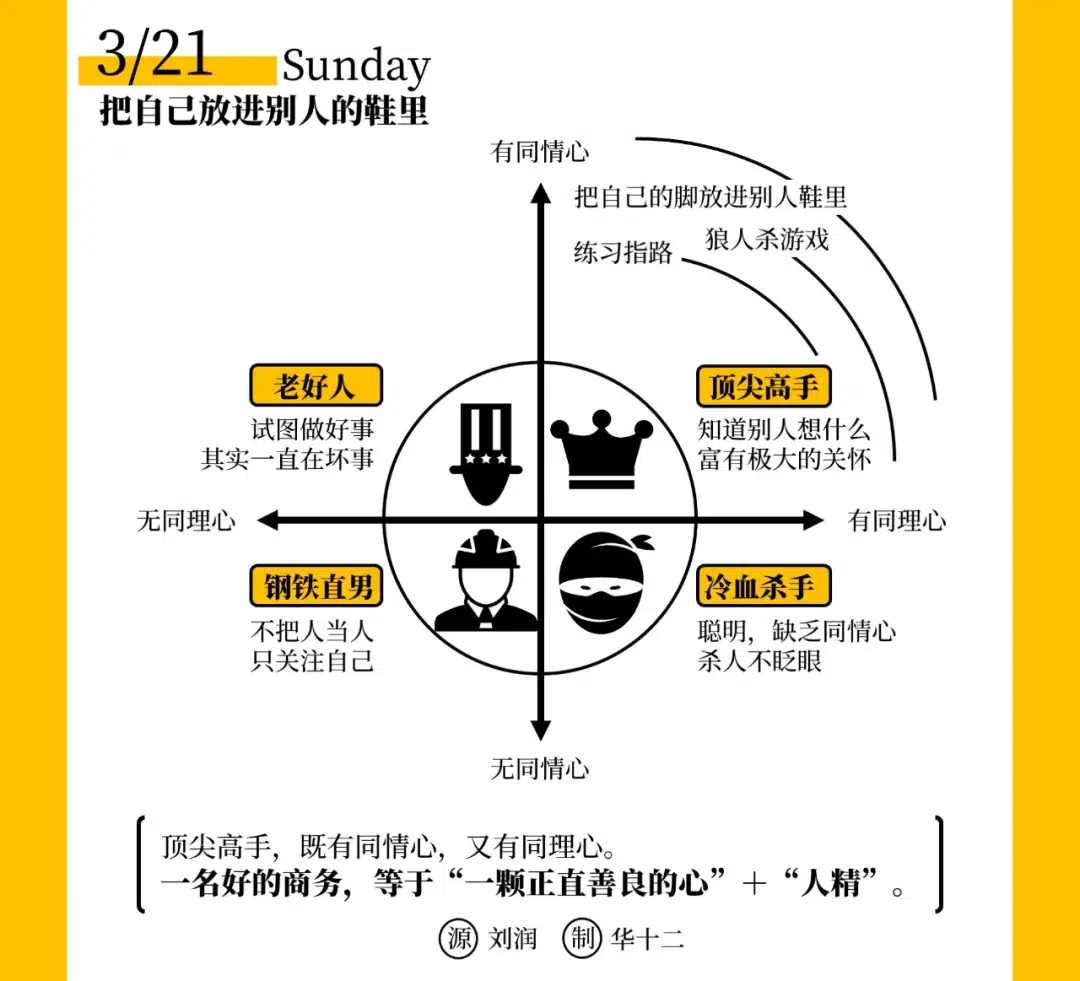 3/21 Sunday
把自己放进别人的鞋里
有同情心
把自己的脚放进别人鞋里
狼人杀游戏
练习指路
老好人
试图做好事
其实一直在坏事
顶尖高手
知道别人想什么
富有极大的关怀
无同理心
有同理心
钢铁直男
不把人当人
只关注自己
冷血杀手
聪明，缺乏同情心
杀人不眨眼
无同情心
顶尖高手，既有同情心，又有同理心。
一名好的商务，等于“一颗正直善良的心”＋“人精”。
源 刘润 制 华十二